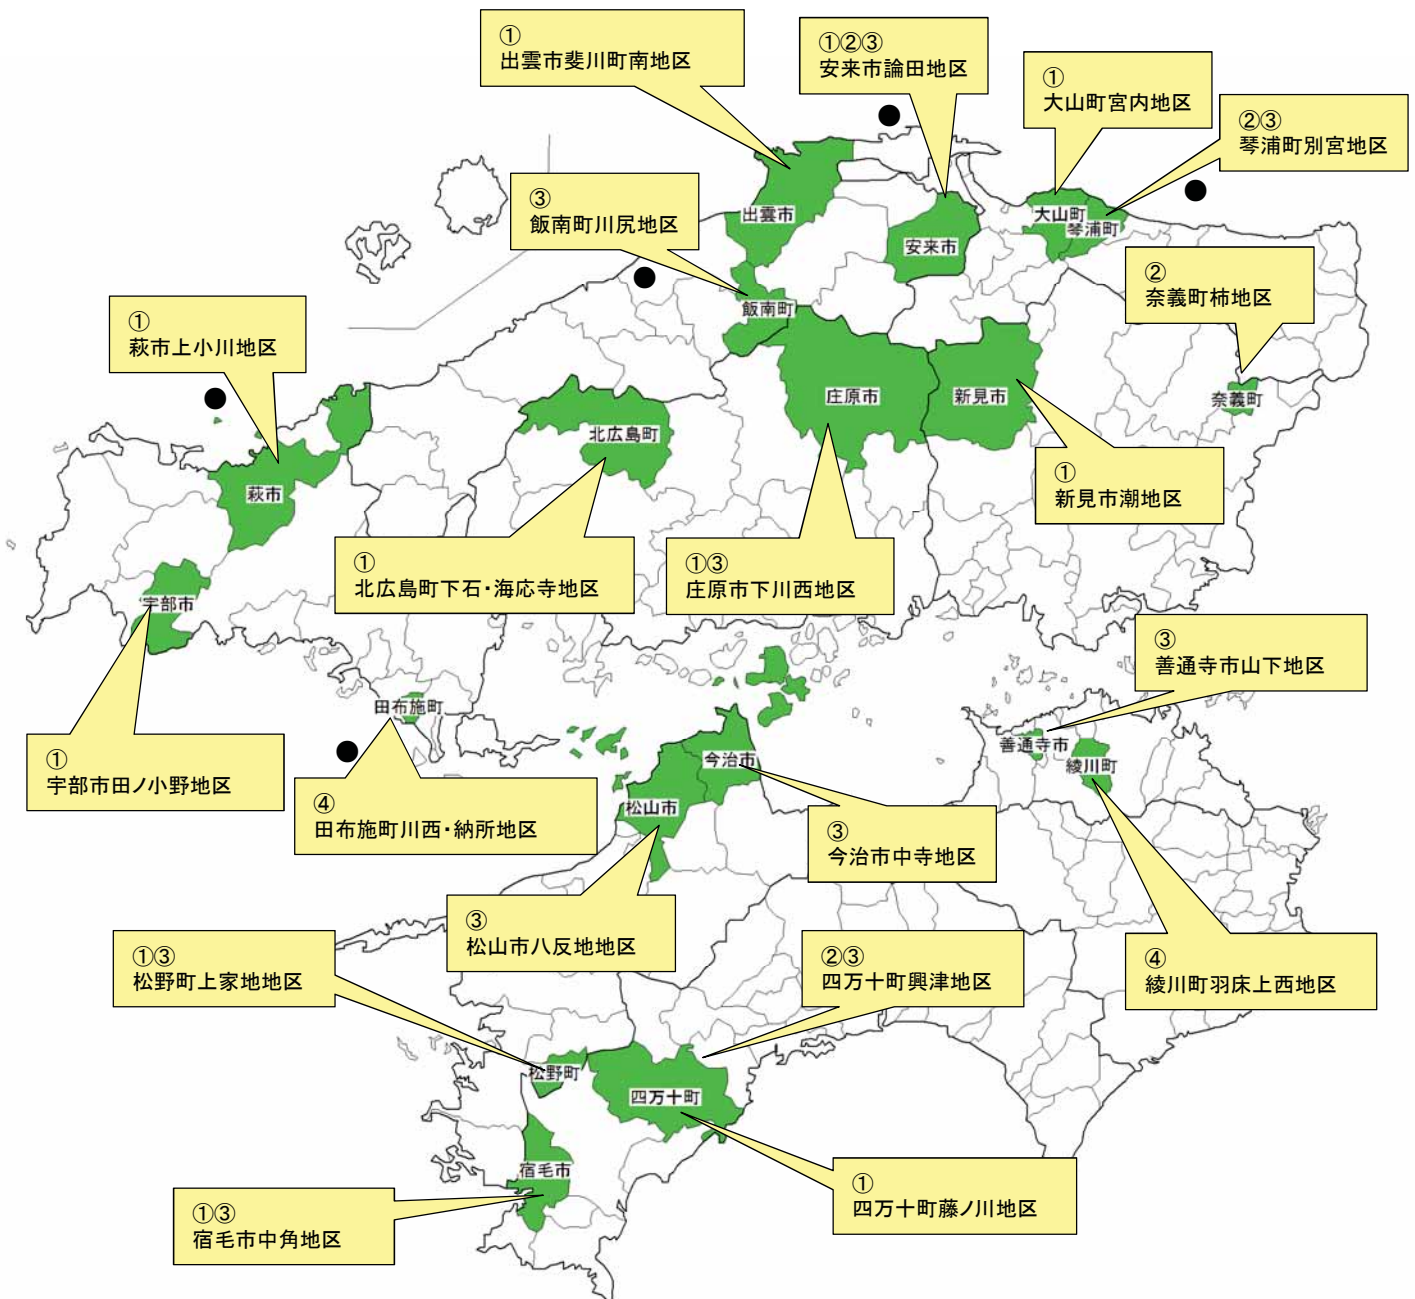 ①
出雲市斐川町南地区
①②③
安来市論田地区
①
大山町宮内地区
②③
琴浦町別宮地区
③
飯南町川尻地区
②
奈義町柿地区
①
萩市上小川地区
出雲市
安来市
大山町
琴浦町
飯南町
庄原市
新見市
奈義町
北広島町
萩市
宇部市
①
新見市潮地区
①
北広島町下石・海応寺地区
①③
庄原市下川西地区
③
善通寺市山下地区
田布施町
善通寺市
綾川町
今治市
松山市
①
宇部市田ノ小野地区
④
田布施町川西・納所地区
③
今治市中寺地区
③
松山市八反地地区
①③
松野町上家地地区
②③
四万十町興津地区
④
綾川町羽床上西地区
松野町
四万十町
宿毛市
①
四万十町藤ノ川地区
①③
宿毛市中角地区